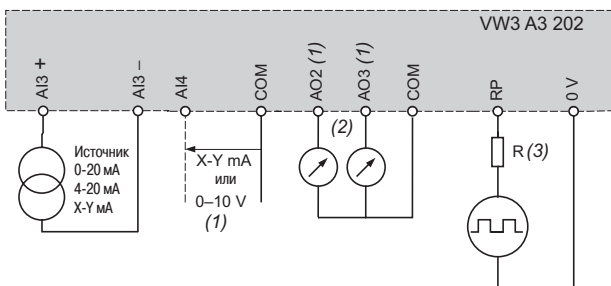 VW3 A3 202
AI3 +
AI3 –
AI4
COM
AO2 (1)
AO3 (1)
COM
RP
0 V
Источник
0-20 мА
4-20 мА
X-Y мА
X-Y mA
или
0–10 V
(1)
(2)
R (3)